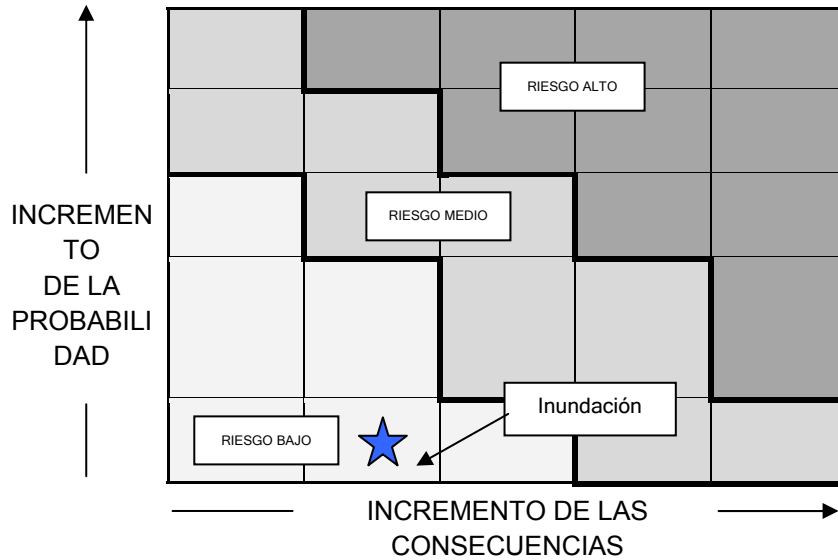 RIESGO ALTO
RIESGO MEDIO
INCREMEN
TO
DE LA
PROBABILI
DAD
Inundación
RIESGO BAJO
INCREMENTO DE LAS
CONSECUENCIAS